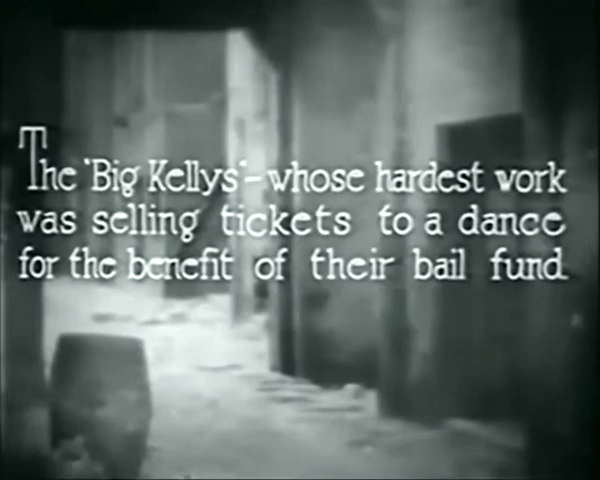 The "Big Kellys" - whose hardest work
was selling tickets to a dance
for the benefit of their bail fund.